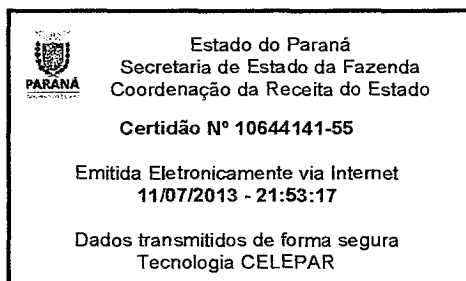 Estado do Paraná
Secretaria de Estado da Fazenda
PARANÁ
Coordenação da Receita do Estado
Certidão Nº 10644141-55
Emitida Eletronicamente via Internet
11/07/2013 - 21:53:17
Dados transmitidos de forma segura
Tecnologia CELEPAR